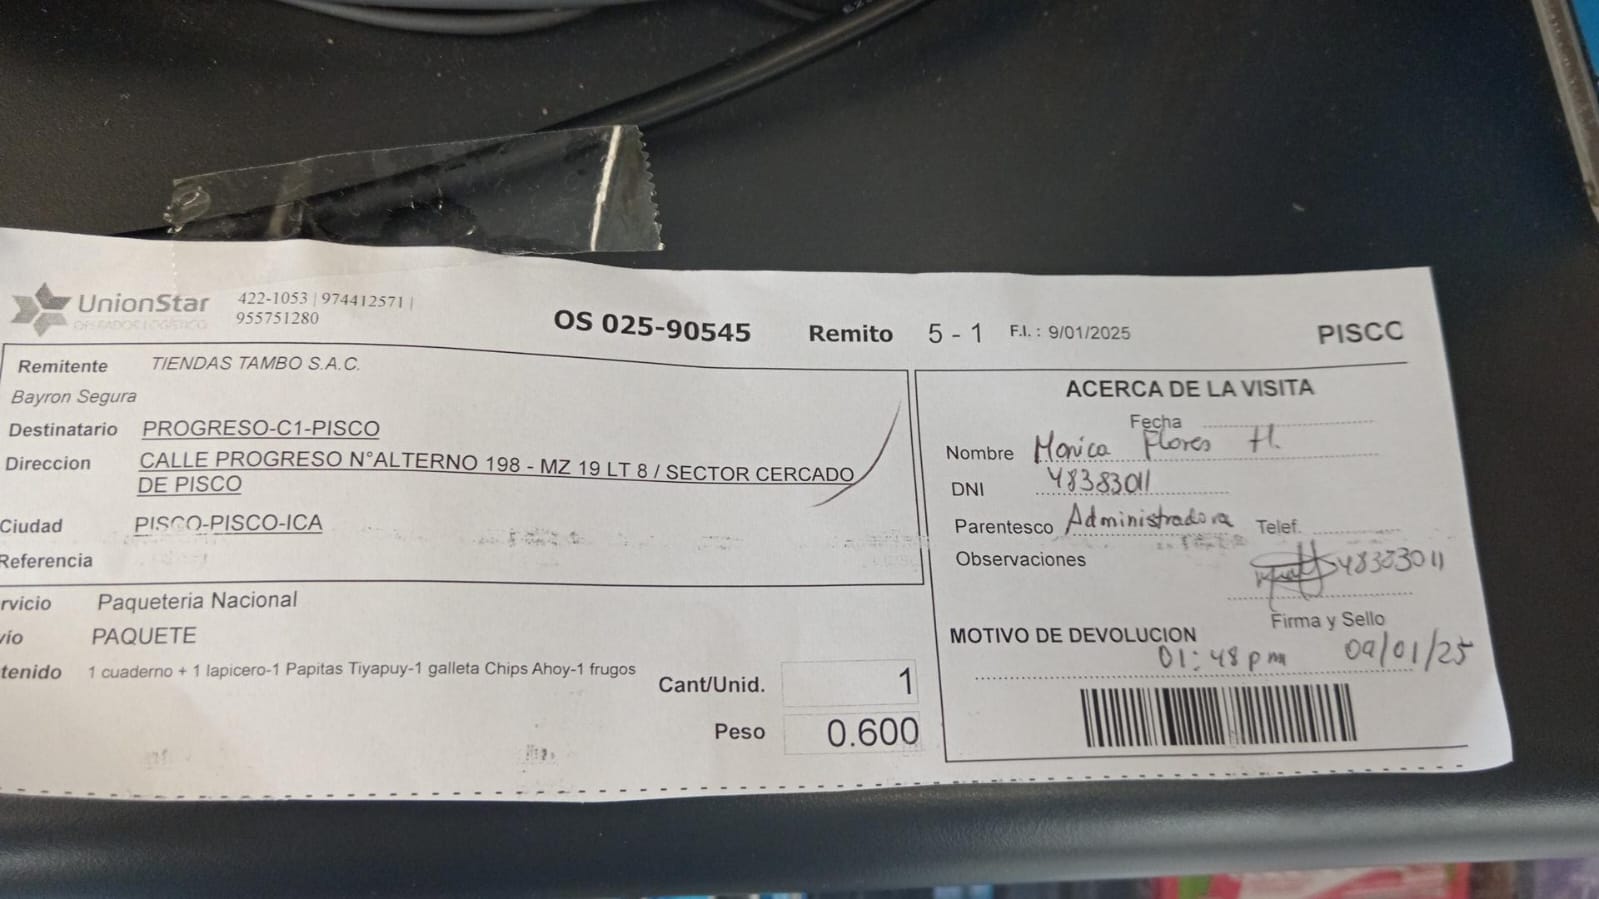 UnionStar
OPERADOR LOGÍSTICO
422-1053 | 974412571 |
955751280
OS 025-90545
Remito 5 - 1
F.I. : 9/01/2025
PISCO
Remitente TIENDAS TAMBO S.A.C.
Bayron Segura
Destinatario PROGRESO-C1-PISCO
Direccion CALLE PROGRESO N°ALTERNO 198 - MZ 19 LT 8 / SECTOR CERCADO
DE PISCO
Ciudad PISCO-PISCO-ICA
Referencia
rvicio Paqueteria Nacional
vío PAQUETE
tenido 1 cuaderno + 1 lapicero-1 Papitas Tiyapuy-1 galleta Chips Ahoy-1 frugos
Cant/Unid. 1
Peso 0.600
ACERCA DE LA VISITA
Fecha
Nombre Monica Flores H.
DNI 48383011
Parentesco Administradora Telef.
Observaciones
48383011
Firma y Sello
MOTIVO DE DEVOLUCION
01:48 pm 09/01/25